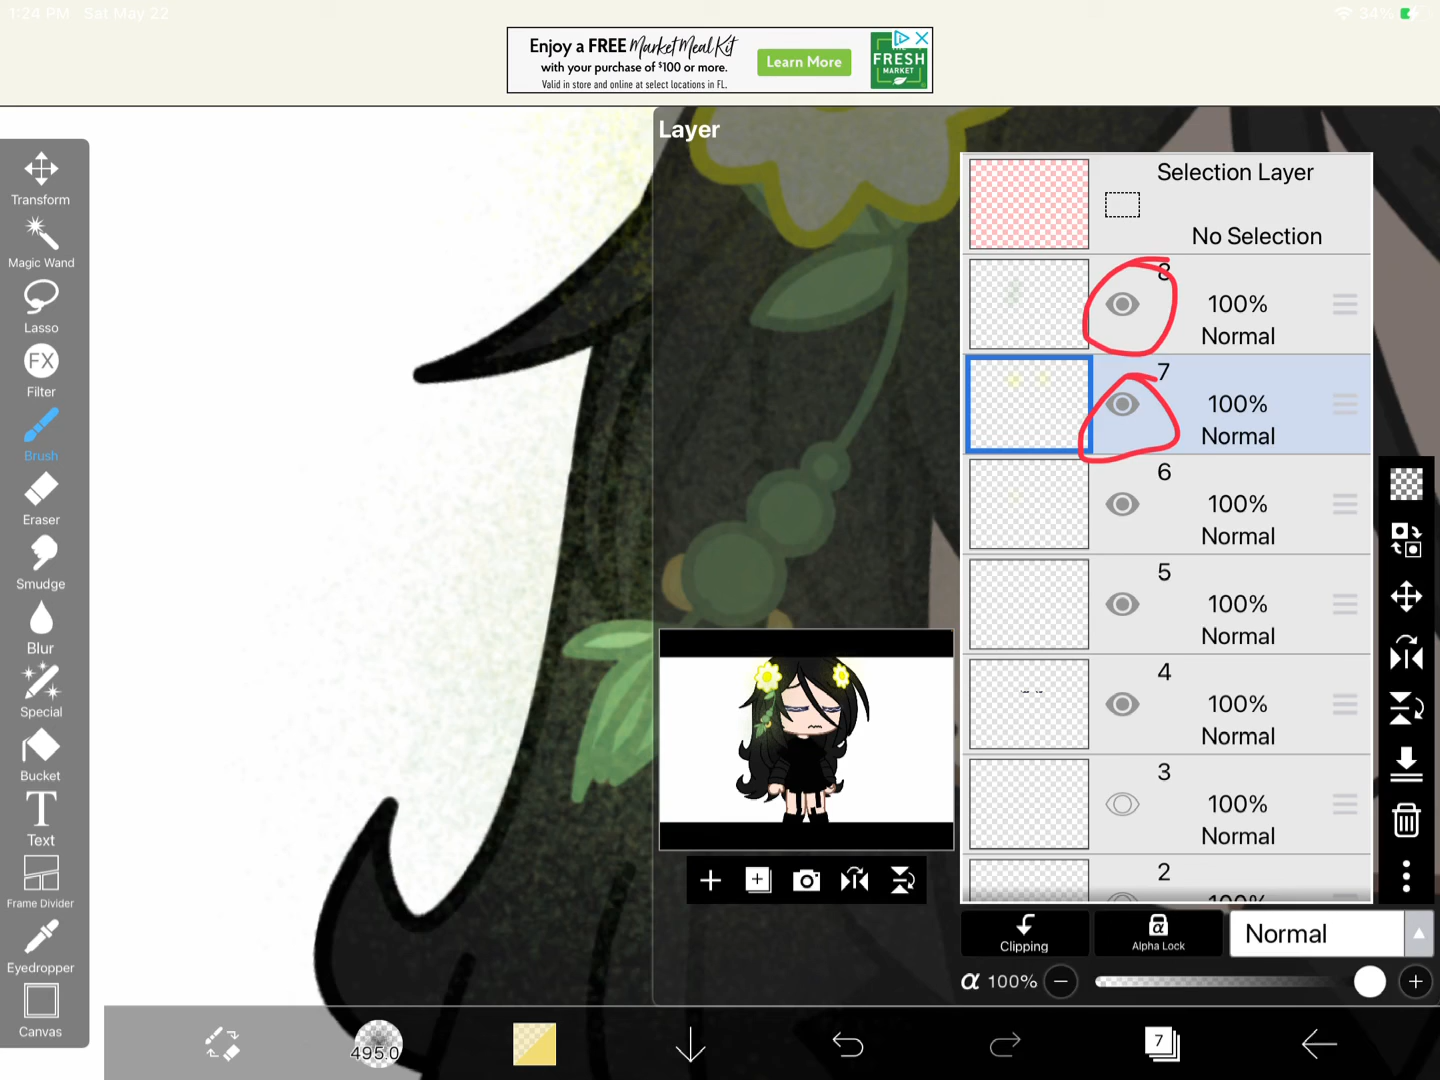 1:24 PM Sat May 22
34%
Enjoy a FREE Market Meal Kit
with your purchase of $100 or more.
Valid in store and online at select locations in FL.
Learn More
THE
FRESH
MARKET
Layer
Transform
Magic Wand
Lasso
FX
Filter
Brush
Eraser
Smudge
Blur
Special
Bucket
T
Text
Frame Divider
Eyedropper
Canvas
Selection Layer
No Selection
8
100%
Normal
7
100%
Normal
6
100%
Normal
5
100%
Normal
4
100%
Normal
3
100%
Normal
2
100%
Clipping
α
Alpha Lock
Normal
α 100%
495.0
7